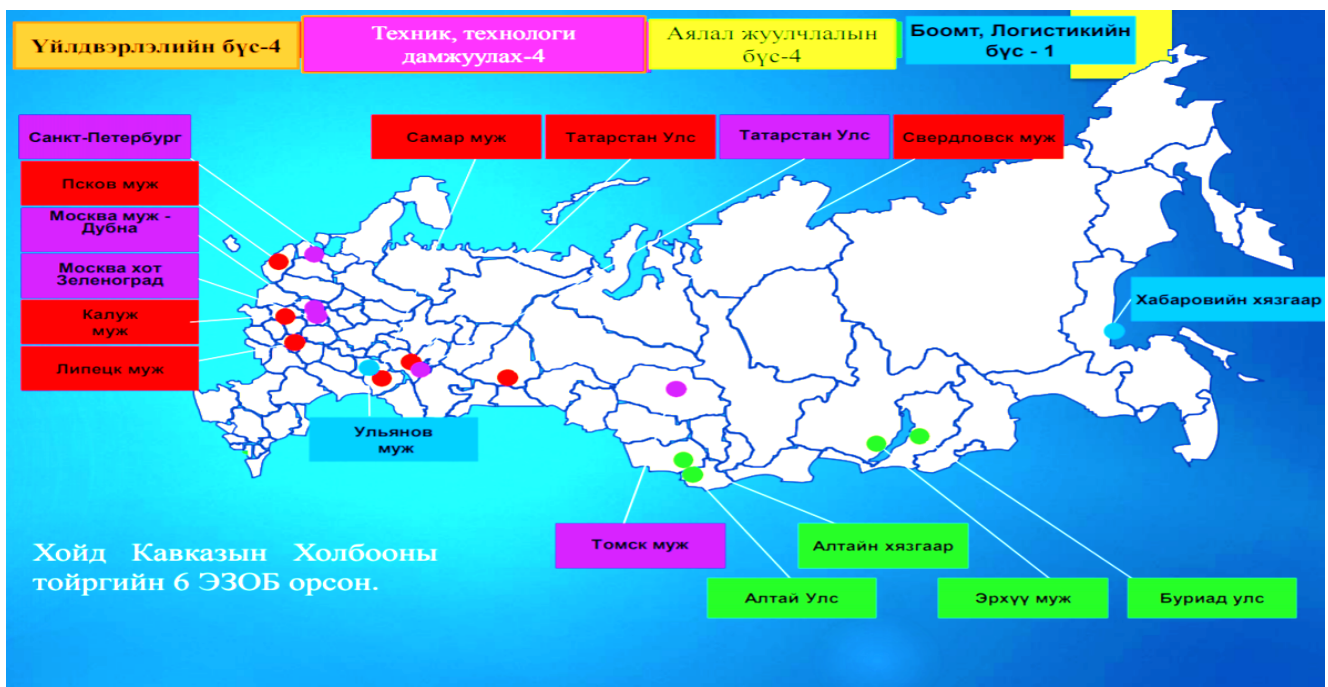 Үйлдвэрлэлийн бүс-4
Техник, технологи
дамжуулах-4
Аялал жуулчлалын
бүс-4
Боомт, Логистикийн
бүс - 1
Санкт-Петербург
Самар муж
Татарстан Улс
Татарстан Улс
Свердловск муж
Псков муж
Москва муж -
Дубна
Москва хот
Зеленоград
Калуж
муж
Липецк муж
Хабаровийн хязгаар
Ульянов
муж
Томск муж
Алтайн хязгаар
Алтай Улс
Эрхүү муж
Буриад улс
Хойд Кавказын Холбооны
тойргийн 6 ЭЗОБ орсон.